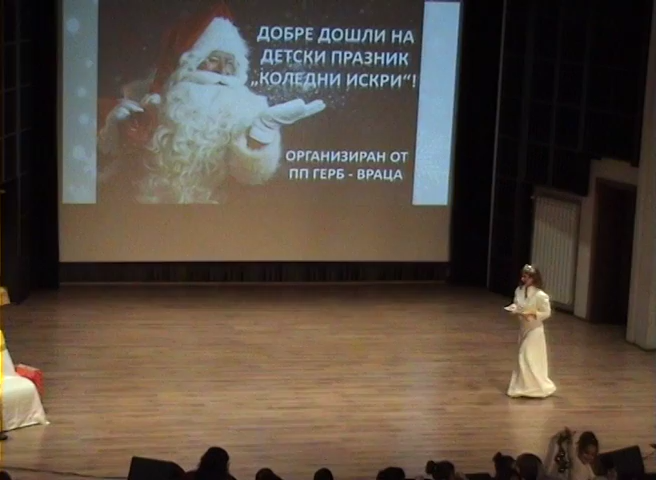 ДОБРЕ ДОШЛИ НА
ДЕТСКИ ПРАЗНИК
„КОЛЕДНИ ИСКРИ“!
ОРГАНИЗИРАН ОТ
ПП ГЕРБ - ВРАЦА